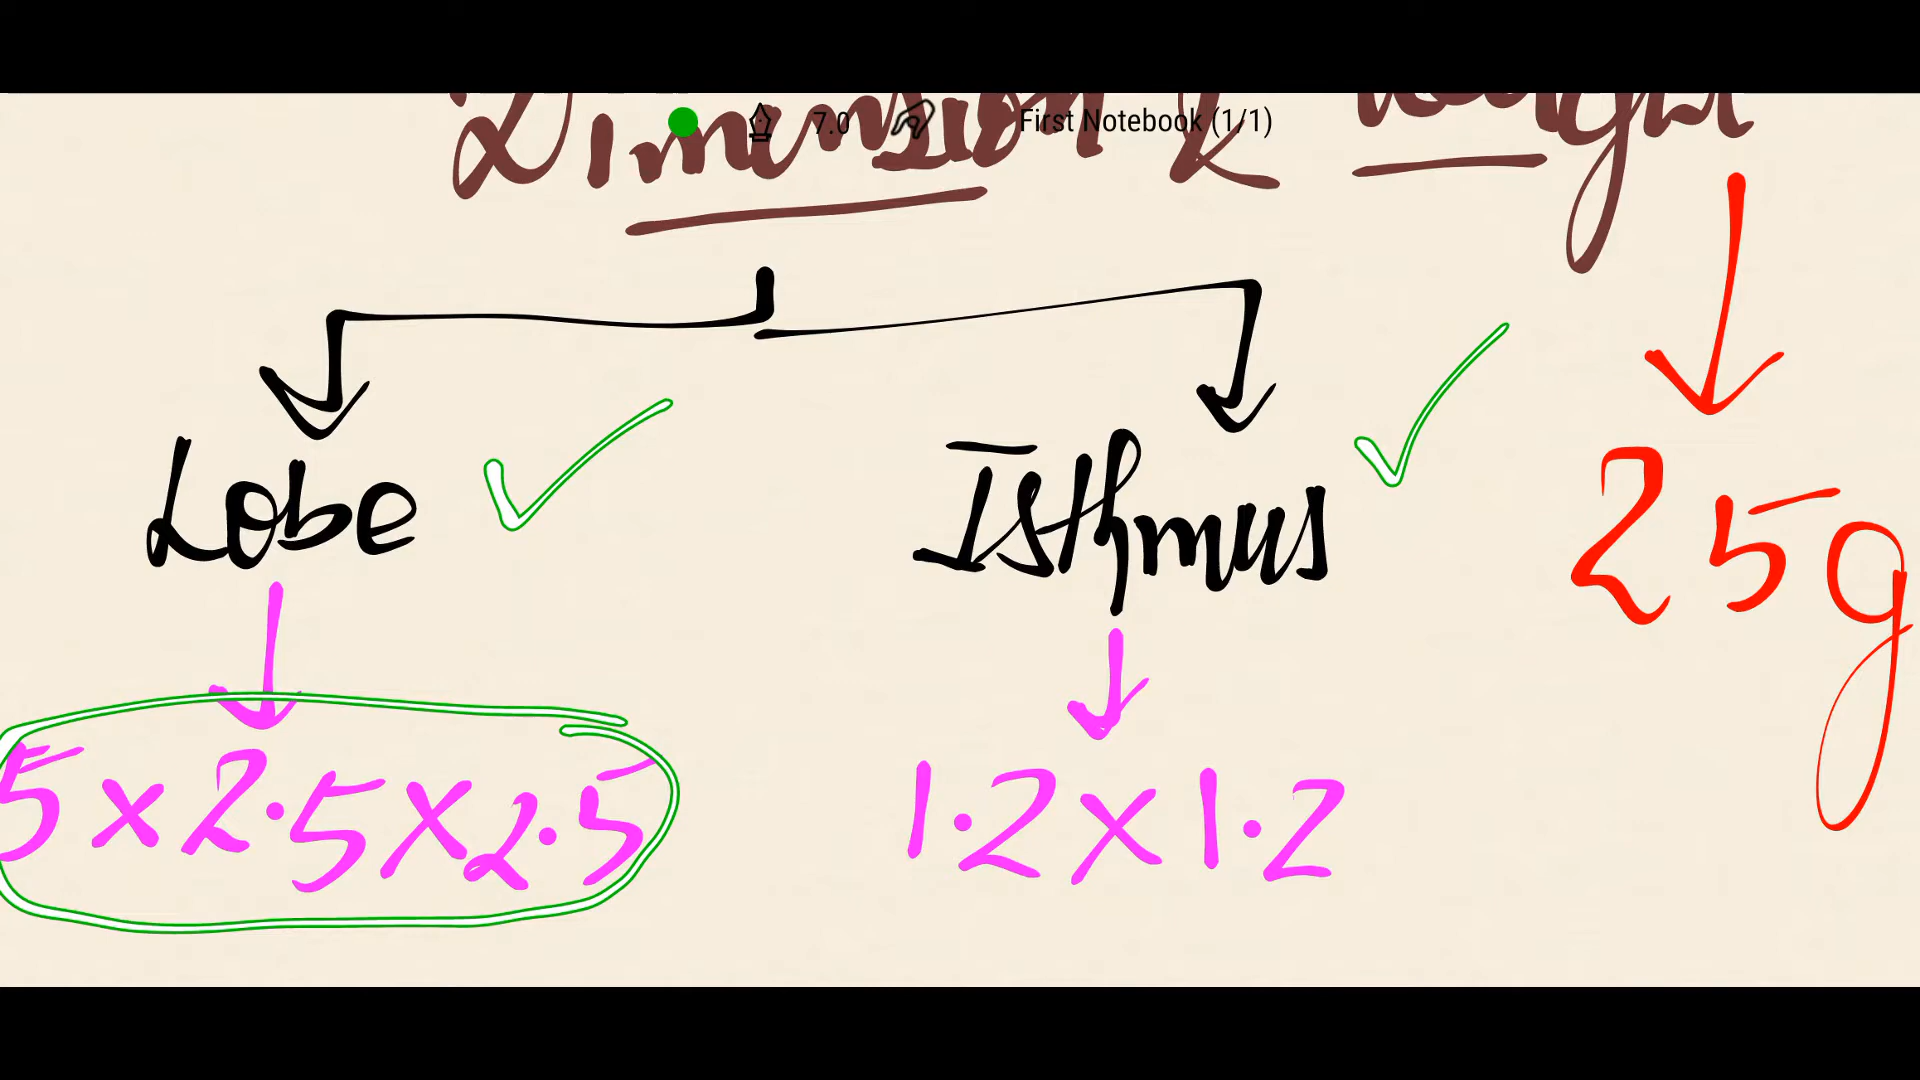 Dimension & weight
7.0 First Notebook (1/1)
Lobe Isthmus 25g
5 x 2.5 x 2.5 1.2 x 1.2